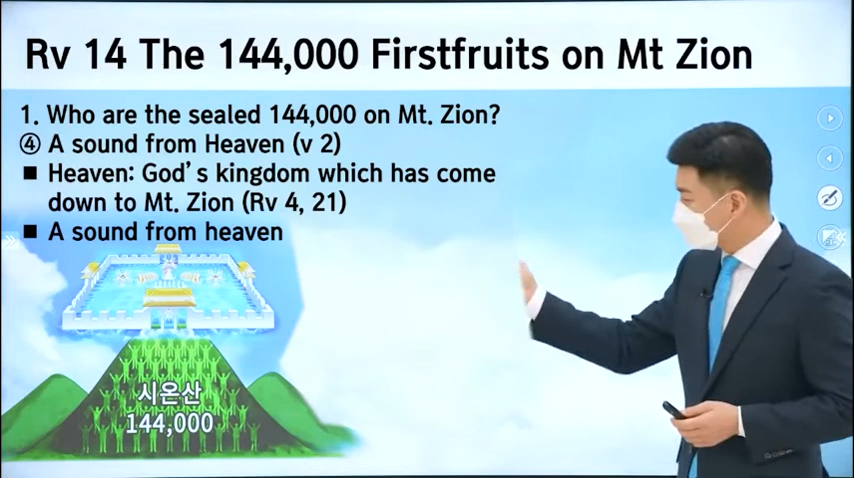 Rv 14 The 144,000 Firstfruits on Mt Zion
1. Who are the sealed 144,000 on Mt. Zion?
④ A sound from Heaven (v 2)
■ Heaven: God's kingdom which has come
down to Mt. Zion (Rv 4, 21)
■ A sound from heaven
시온산
144,000